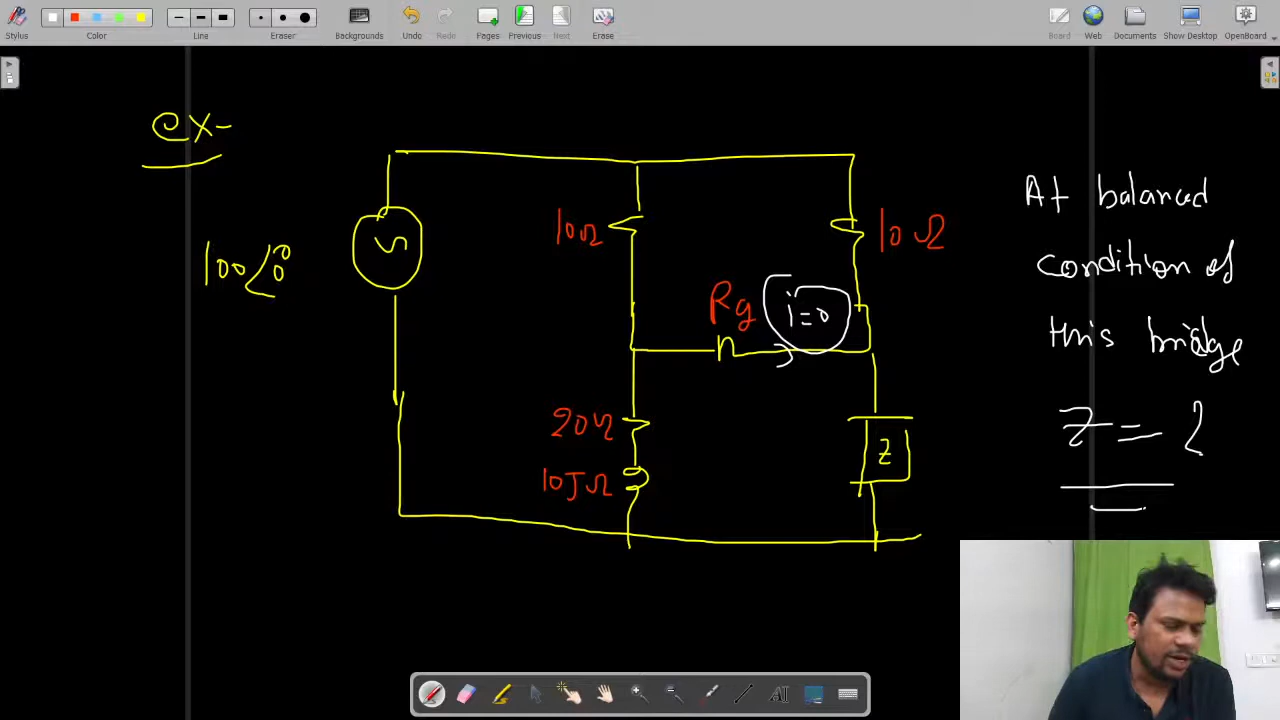 Stylus
Color
Line
Eraser
Backgrounds
Undo
Redo
Pages
Previous
Next
Erase
Board
Web
Documents
Show Desktop
OpenBoard
ex-
100∠0°
10Ω
10Ω
Rg
i=0
20Ω
10JΩ
Z
At balanced
condition of
this bridge
Z = ?
AI